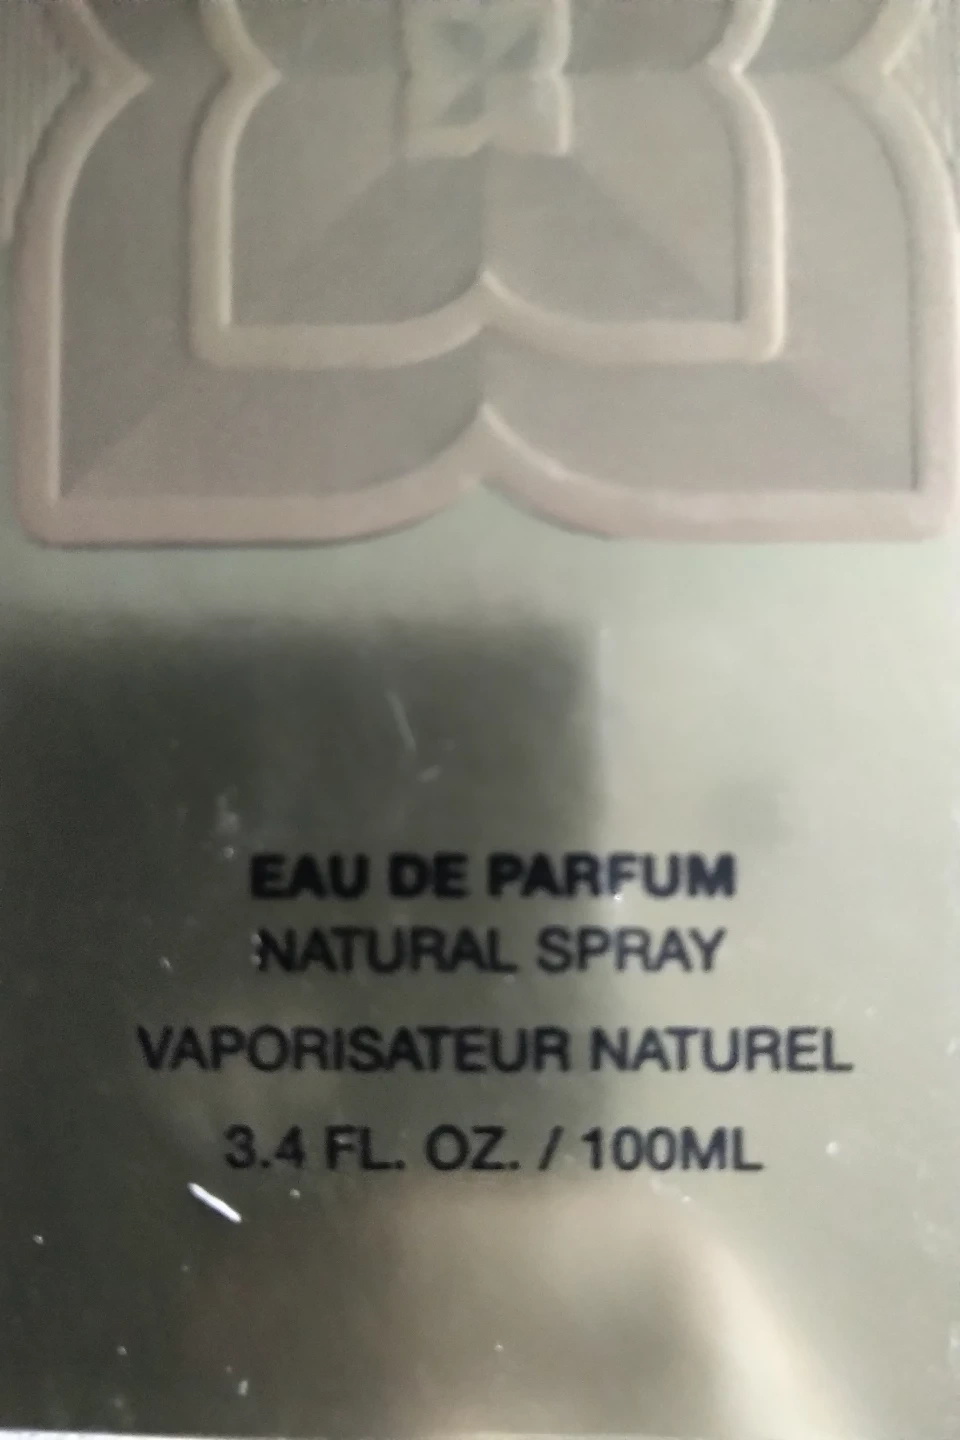 EAU DE PARFUM
NATURAL SPRAY
VAPORISATEUR NATUREL
3.4 FL. OZ. / 100ML